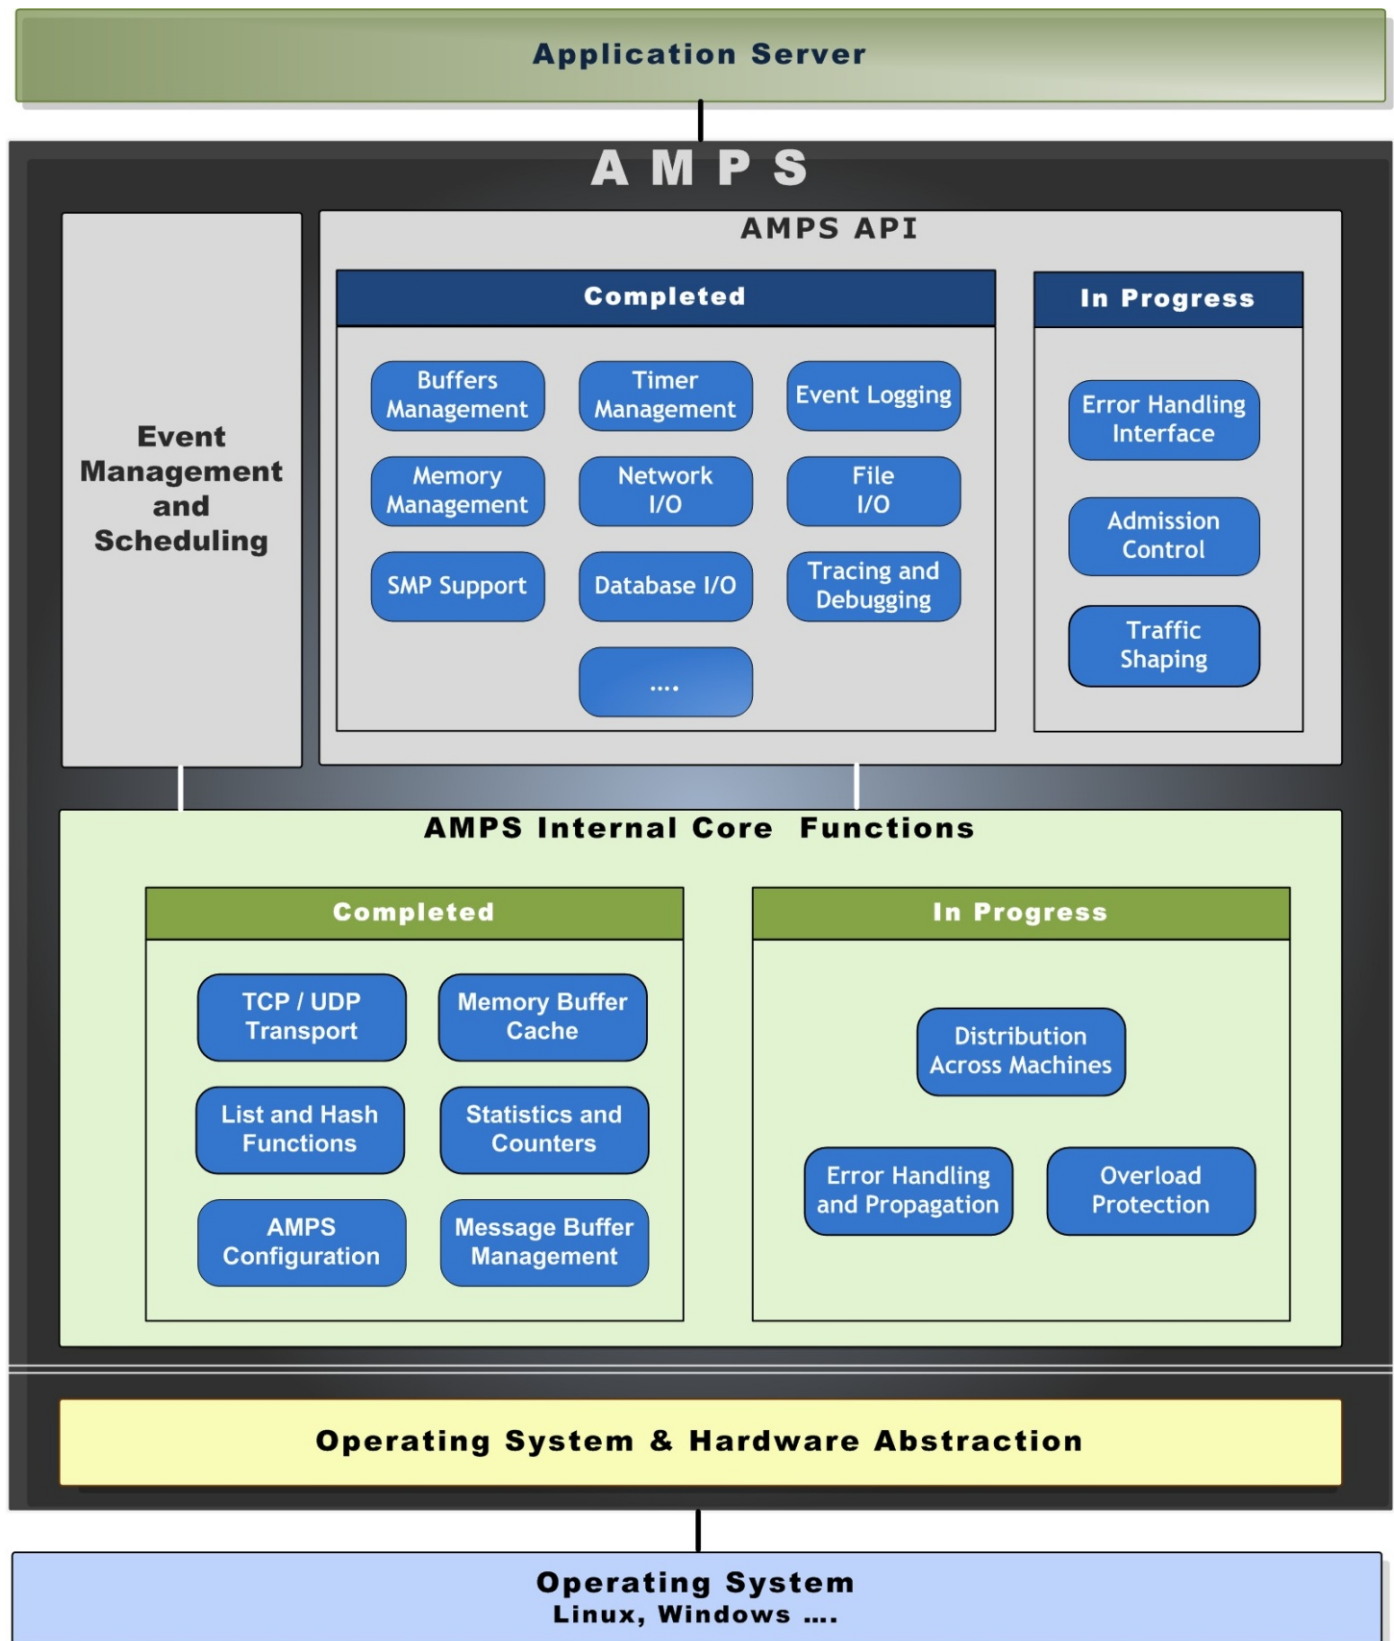 Application Server
A M P S
AMPS API
Event
Management
and
Scheduling
Completed
Buffers
Management
Timer
Management
Event Logging
Memory
Management
Network
I/O
File
I/O
SMP Support
Database I/O
Tracing and
Debugging
....
In Progress
Error Handling
Interface
Admission
Control
Traffic
Shaping
AMPS Internal Core  Functions
Completed
TCP / UDP
Transport
Memory Buffer
Cache
List and Hash
Functions
Statistics and
Counters
AMPS
Configuration
Message Buffer
Management
In Progress
Distribution
Across Machines
Error Handling
and Propagation
Overload
Protection
Operating System & Hardware Abstraction
Operating System
Linux, Windows ....